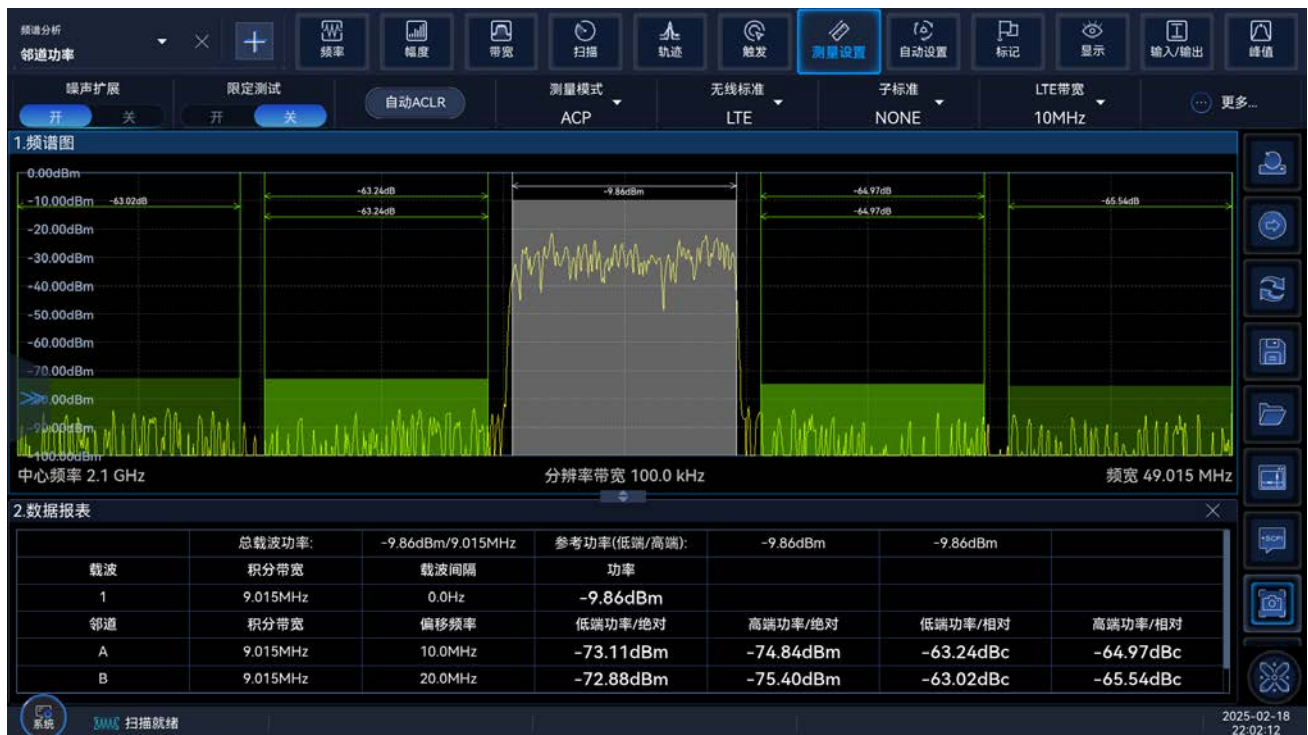 频谱分析
邻道功率
频率 幅度 带宽 扫描 轨迹 触发 测量设置 自动设置 标记 显示 输入/输出 峰值
噪声扩展 限定测试 测量模式 无线标准 子标准 LTE带宽
开 关 开 关 自动ACLR ACP LTE NONE 10MHz 更多...
1.频谱图
0.00dBm
-63.24dB -9.86dBm -64.97dB
-10.00dBm -63.02dB -65.54dB
-63.24dB -64.97dB
-20.00dBm
-30.00dBm
-40.00dBm
-50.00dBm
-60.00dBm
-70.00dBm
.00dBm
-90.00dBm
-100.00dBm
中心频率 2.1 GHz 分辨率带宽 100.0 kHz 频宽 49.015 MHz
2.数据报表
总载波功率: -9.86dBm/9.015MHz 参考功率(低端/高端): -9.86dBm -9.86dBm
载波 积分带宽 载波间隔 功率
1 9.015MHz 0.0Hz -9.86dBm
邻道 积分带宽 偏移频率 低端功率/绝对 高端功率/绝对 低端功率/相对 高端功率/相对
A 9.015MHz 10.0MHz -73.11dBm -74.84dBm -63.24dBc -64.97dBc
B 9.015MHz 20.0MHz -72.88dBm -75.40dBm -63.02dBc -65.54dBc
•SCPI
系统 扫描就绪
2025-02-18
22:02:12